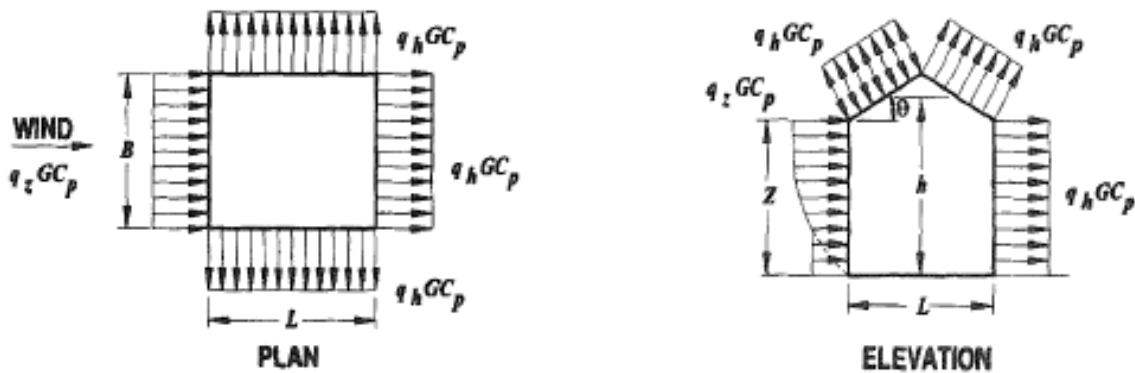 q_h GC_p
WIND
B
q_z GC_p
q_h GC_p
q_h GC_p
L
PLAN
q_h GC_p
q_h GC_p
q_z GC_p
θ
Z
h
q_h GC_p
L
ELEVATION